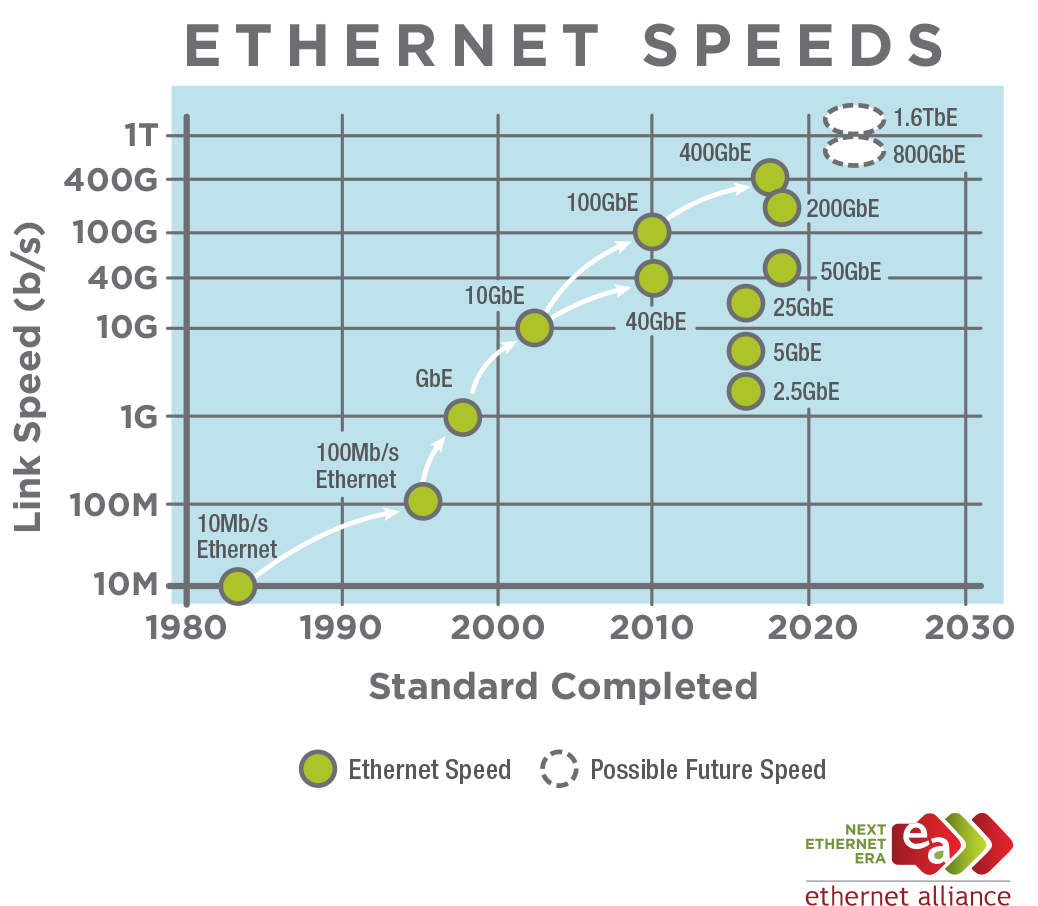 ETHERNET SPEEDS
Link Speed (b/s)
1T
400G
100G
40G
10G
1G
100M
10M
1.6TbE
800GbE
400GbE
200GbE
100GbE
50GbE
10GbE
25GbE
40GbE
5GbE
GbE
2.5GbE
100Mb/s
Ethernet
10Mb/s
Ethernet
1980
1990
2000
2010
2020
2030
Standard Completed
Ethernet Speed
Possible Future Speed
NEXT
ETHERNET
ERA
ea
ethernet alliance